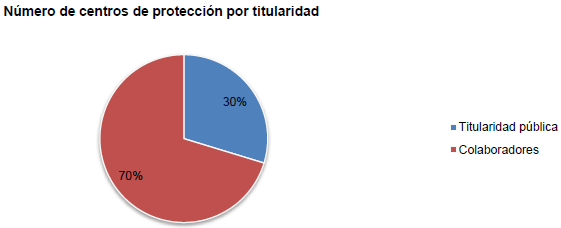 Número de centros de protección por titularidad
30%
70%
Titularidad pública
Colaboradores